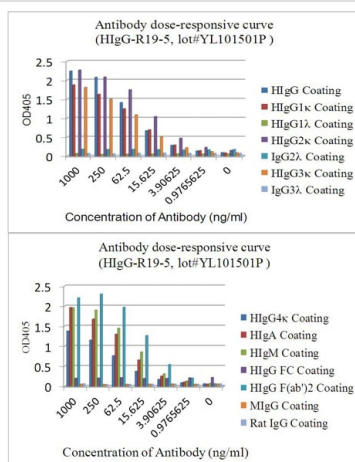 Antibody dose-responsive curve
(HIgG-R19-5, lot#YL101501P )
OD405
2.5
2
1.5
1
0.5
0
1000
250
62.5
15.625
3.90625
0.9765625
0
HIgG Coating
HIgG1κ Coating
HIgG1λ Coating
HIgG2κ Coating
IgG2λ Coating
HIgG3κ Coating
IgG3λ Coating
Concentration of Antibody (ng/ml)
Antibody dose-responsive curve
(HIgG-R19-5, lot#YL101501P )
OD405
2.5
2
1.5
1
0.5
0
1000
250
62.5
15.625
3.90625
0.9765625
0
HIgG4κ Coating
HIgA Coating
HIgM Coating
HIgG FC Coating
HIgG F(ab')2 Coating
MIgG Coating
Rat IgG Coating
Concentration of Antibody (ng/ml)